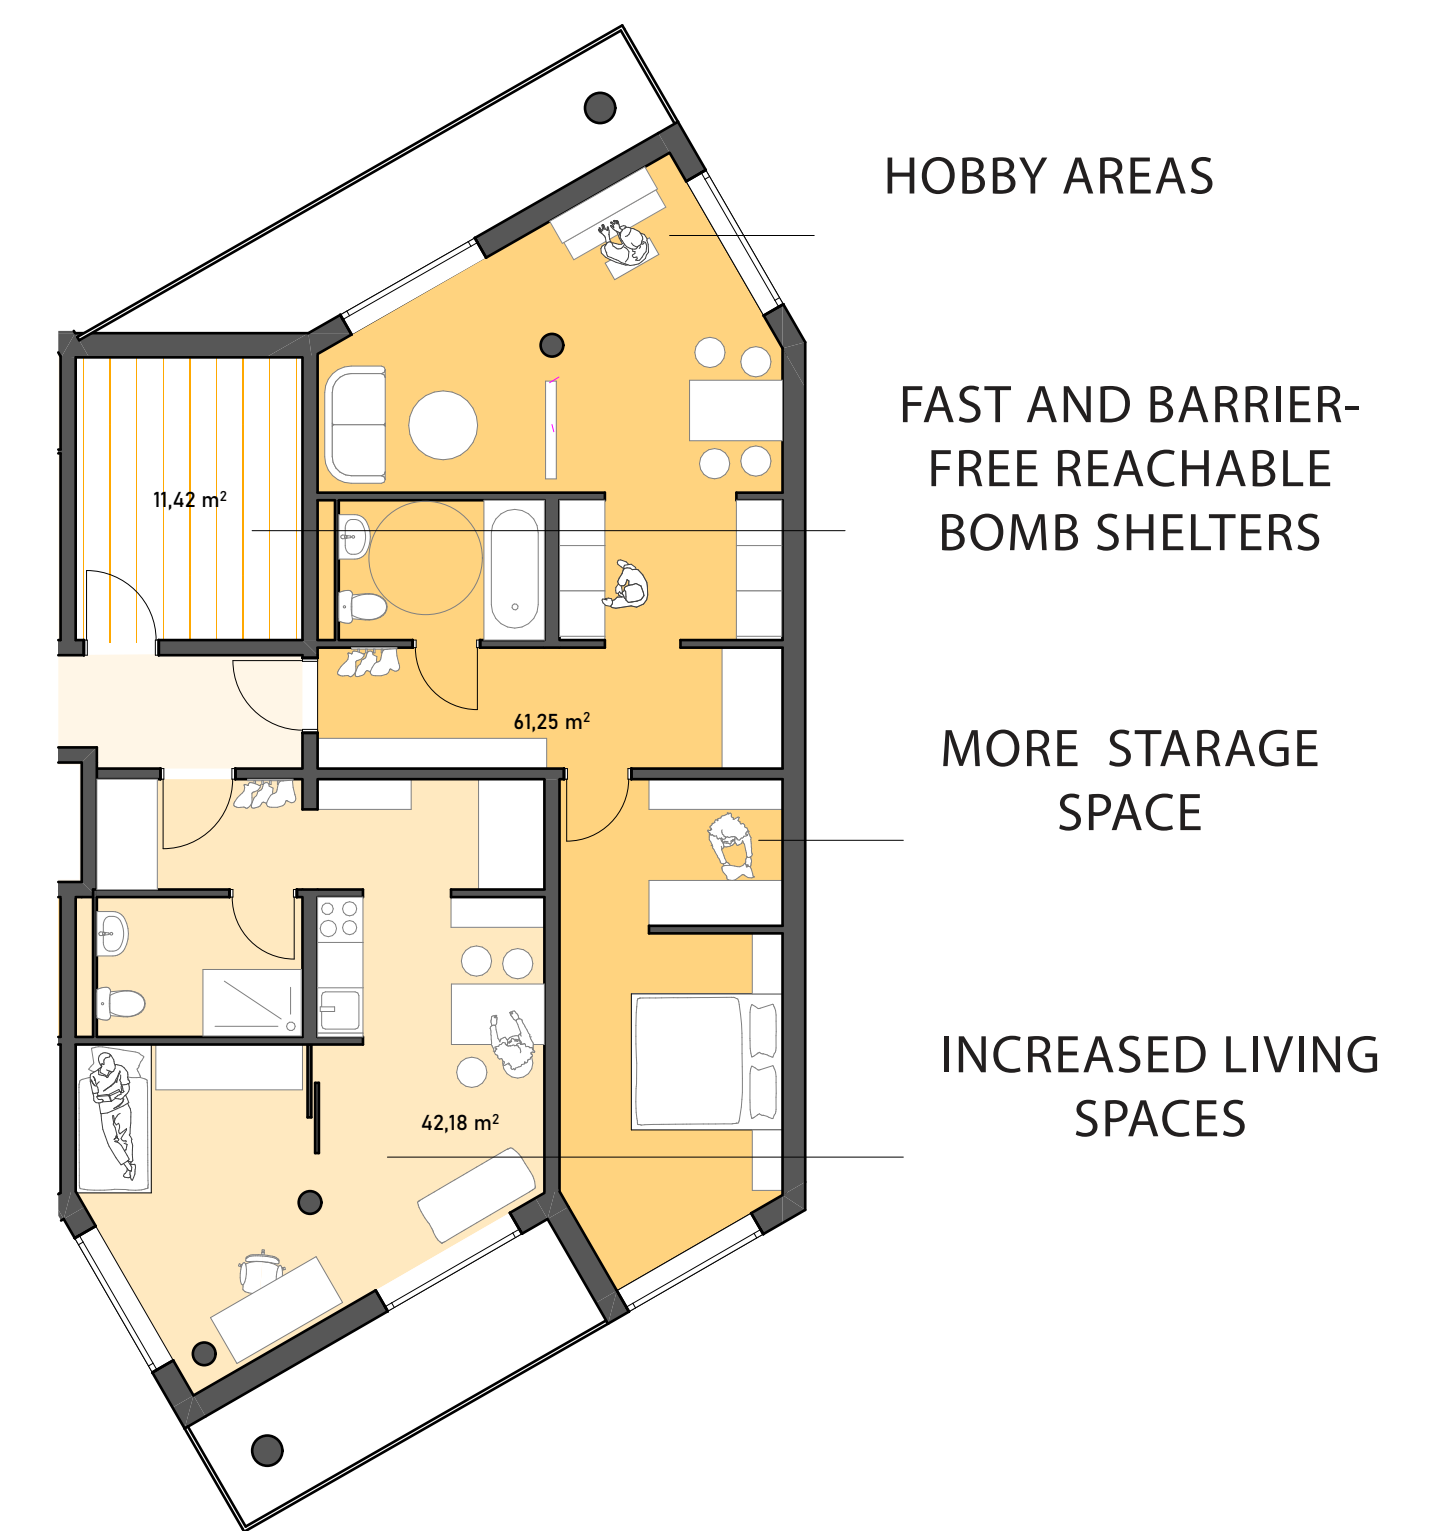 HOBBY AREAS
FAST AND BARRIER-
FREE REACHABLE
BOMB SHELTERS
11,42 m²
61,25 m²
MORE STARAGE
SPACE
INCREASED LIVING
SPACES
42,18 m²